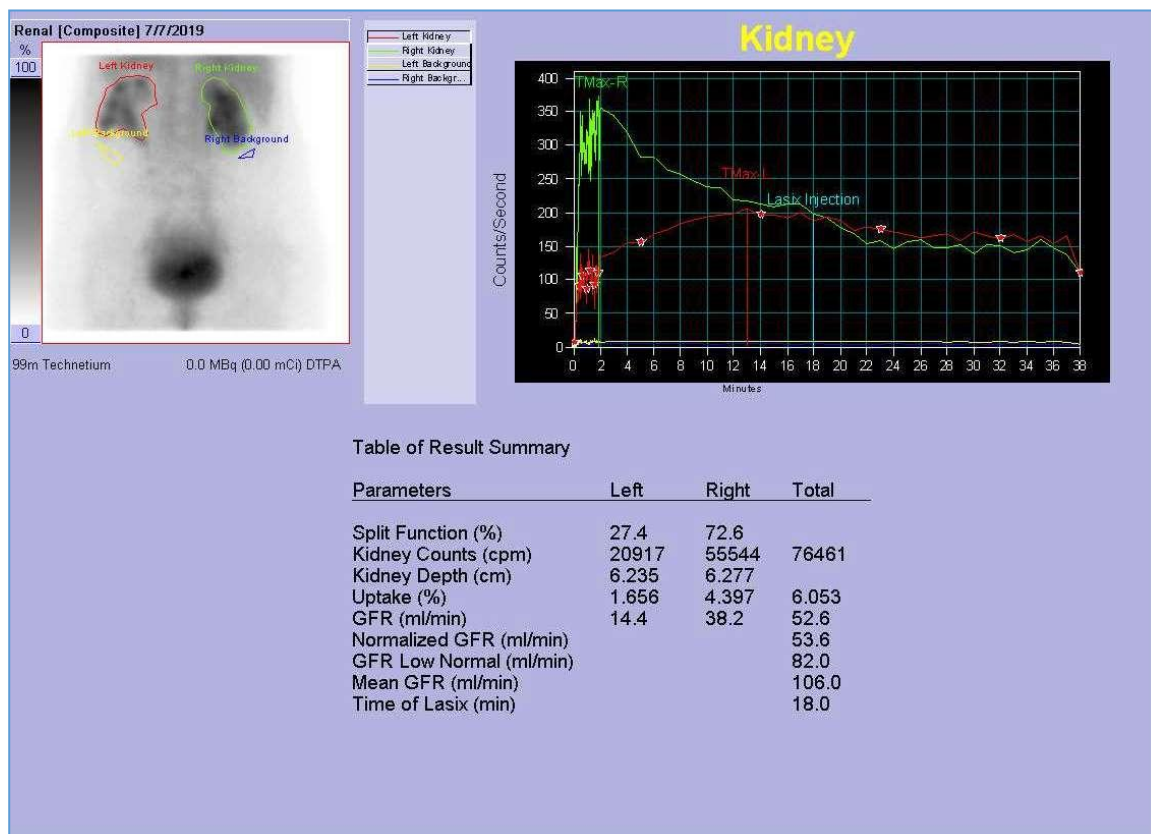 Renal [Composite] 7/7/2019
%
100
0
Left Kidney
Right Kidney
Left Background
Right Background
99m Technetium 0.0 MBq (0.00 mCi) DTPA
Left Kidney
Right Kidney
Left Background
Right Backgr...
Kidney
Counts/Second
400
350
300
250
200
150
100
50
0
TMax-R
TMax-L
Lasix Injection
0 2 4 6 8 10 12 14 16 18 20 22 24 26 28 30 32 34 36 38
Minutes
Table of Result Summary
Parameters Left Right Total
Split Function (%) 27.4 72.6
Kidney Counts (cpm) 20917 55544 76461
Kidney Depth (cm) 6.235 6.277
Uptake (%) 1.656 4.397 6.053
GFR (ml/min) 14.4 38.2 52.6
Normalized GFR (ml/min) 53.6
GFR Low Normal (ml/min) 82.0
Mean GFR (ml/min) 106.0
Time of Lasix (min) 18.0